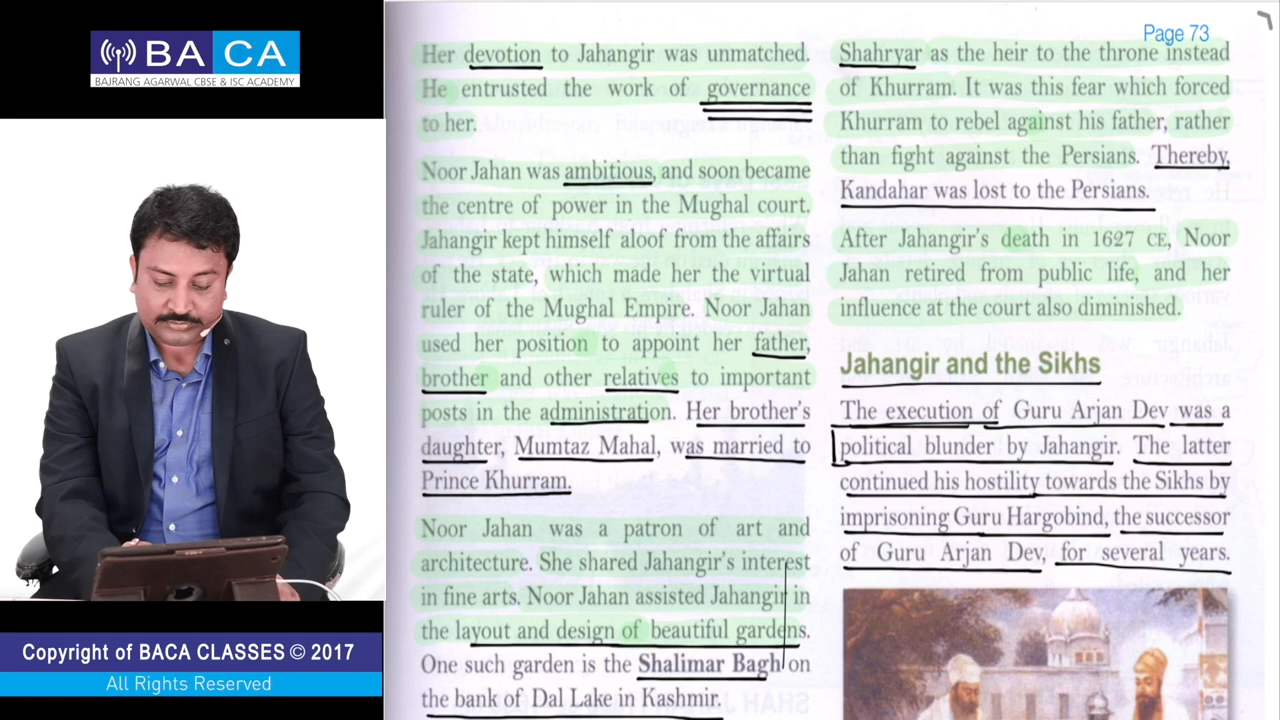 BACA
BAJRANG AGARWAL CBSE & ISC ACADEMY
Copyright of BACA CLASSES © 2017
All Rights Reserved
Page 73
Her devotion to Jahangir was unmatched.
He entrusted the work of governance
to her.
Noor Jahan was ambitious, and soon became
the centre of power in the Mughal court.
Jahangir kept himself aloof from the affairs
of the state, which made her the virtual
ruler of the Mughal Empire. Noor Jahan
used her position to appoint her father,
brother and other relatives to important
posts in the administration. Her brother's
daughter, Mumtaz Mahal, was married to
Prince Khurram.
Noor Jahan was a patron of art and
architecture. She shared Jahangir's interest
in fine arts. Noor Jahan assisted Jahangir in
the layout and design of beautiful gardens.
One such garden is the Shalimar Bagh on
the bank of Dal Lake in Kashmir.
Shahryar as the heir to the throne instead
of Khurram. It was this fear which forced
Khurram to rebel against his father, rather
than fight against the Persians. Thereby,
Kandahar was lost to the Persians.
After Jahangir's death in 1627 CE, Noor
Jahan retired from public life, and her
influence at the court also diminished.
Jahangir and the Sikhs
The execution of Guru Arjan Dev was a
political blunder by Jahangir. The latter
continued his hostility towards the Sikhs by
imprisoning Guru Hargobind, the successor
of Guru Arjan Dev, for several years.